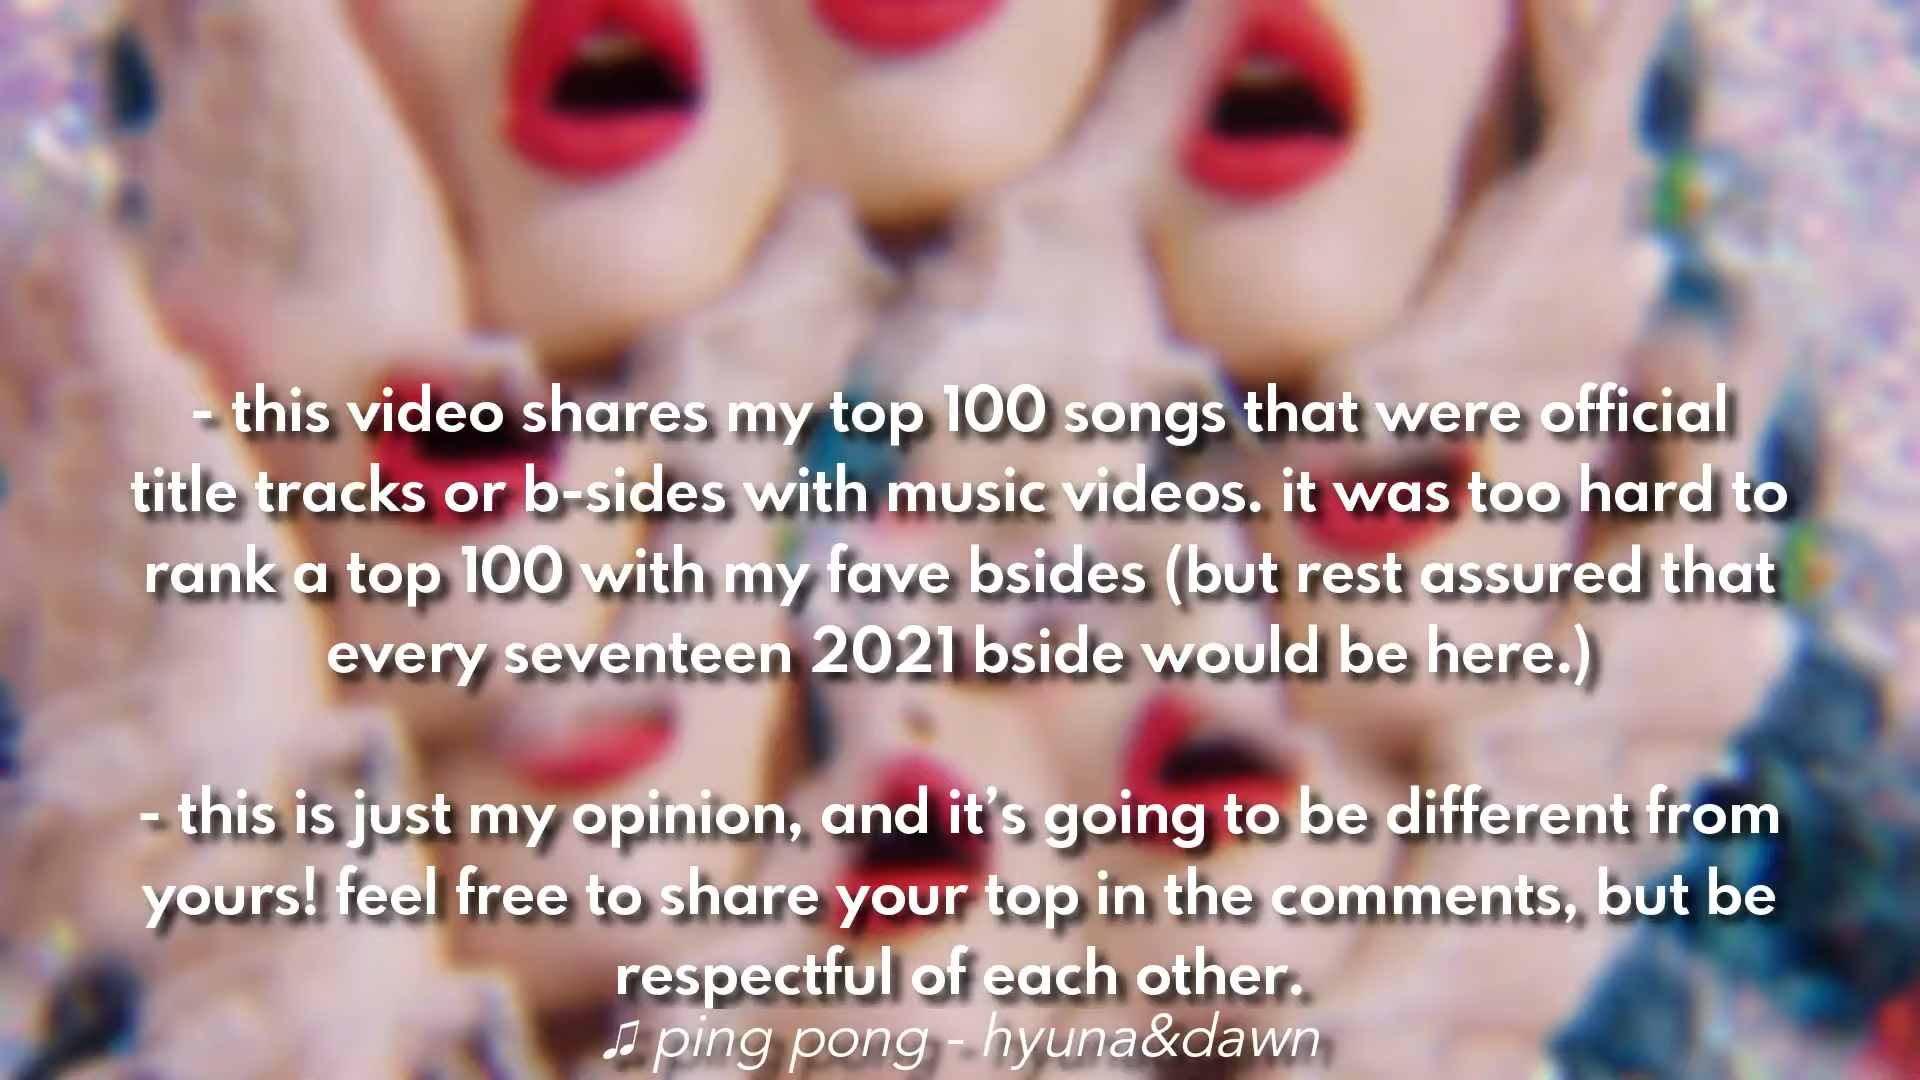 - this video shares my top 100 songs that were official
title tracks or b-sides with music videos. it was too hard to
rank a top 100 with my fave bsides (but rest assured that
every seventeen 2021 bside would be here.)
- this is just my opinion, and it’s going to be different from
yours! feel free to share your top in the comments, but be
respectful of each other.
♫ ping pong - hyuna&dawn